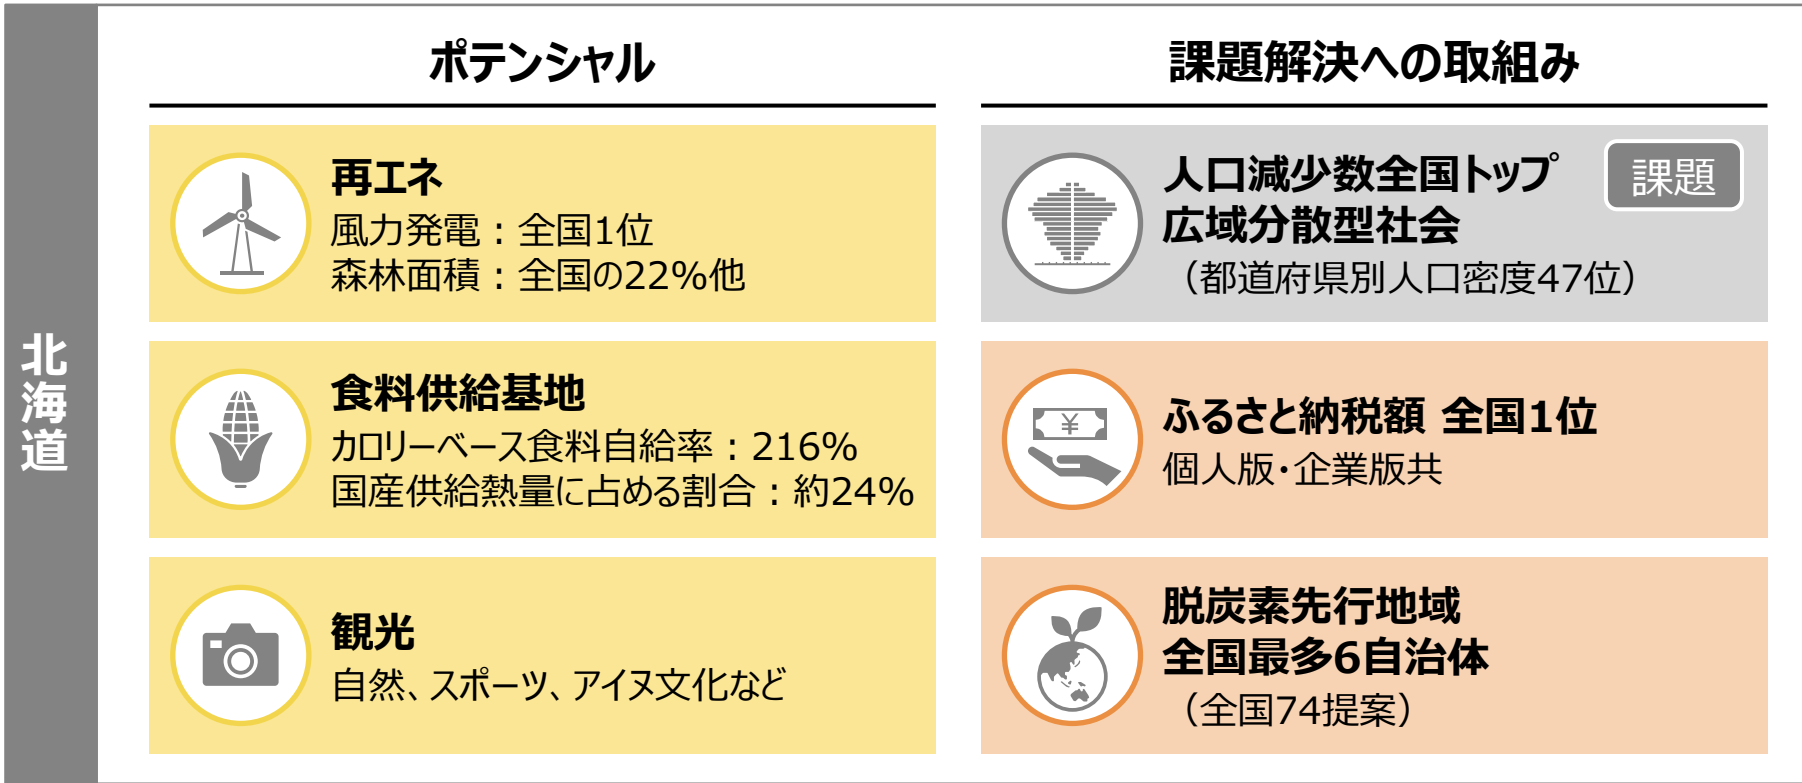 北海道
ポテンシャル
再エネ
風力発電：全国1位
森林面積：全国の22%他
食料供給基地
カロリーベース食料自給率：216%
国産供給熱量に占める割合：約24%
観光
自然、スポーツ、アイヌ文化など
課題解決への取組み
人口減少数全国トップ
広域分散型社会
（都道府県別人口密度47位）
課題
¥
ふるさと納税額 全国1位
個人版・企業版共
脱炭素先行地域
全国最多6自治体
（全国74提案）